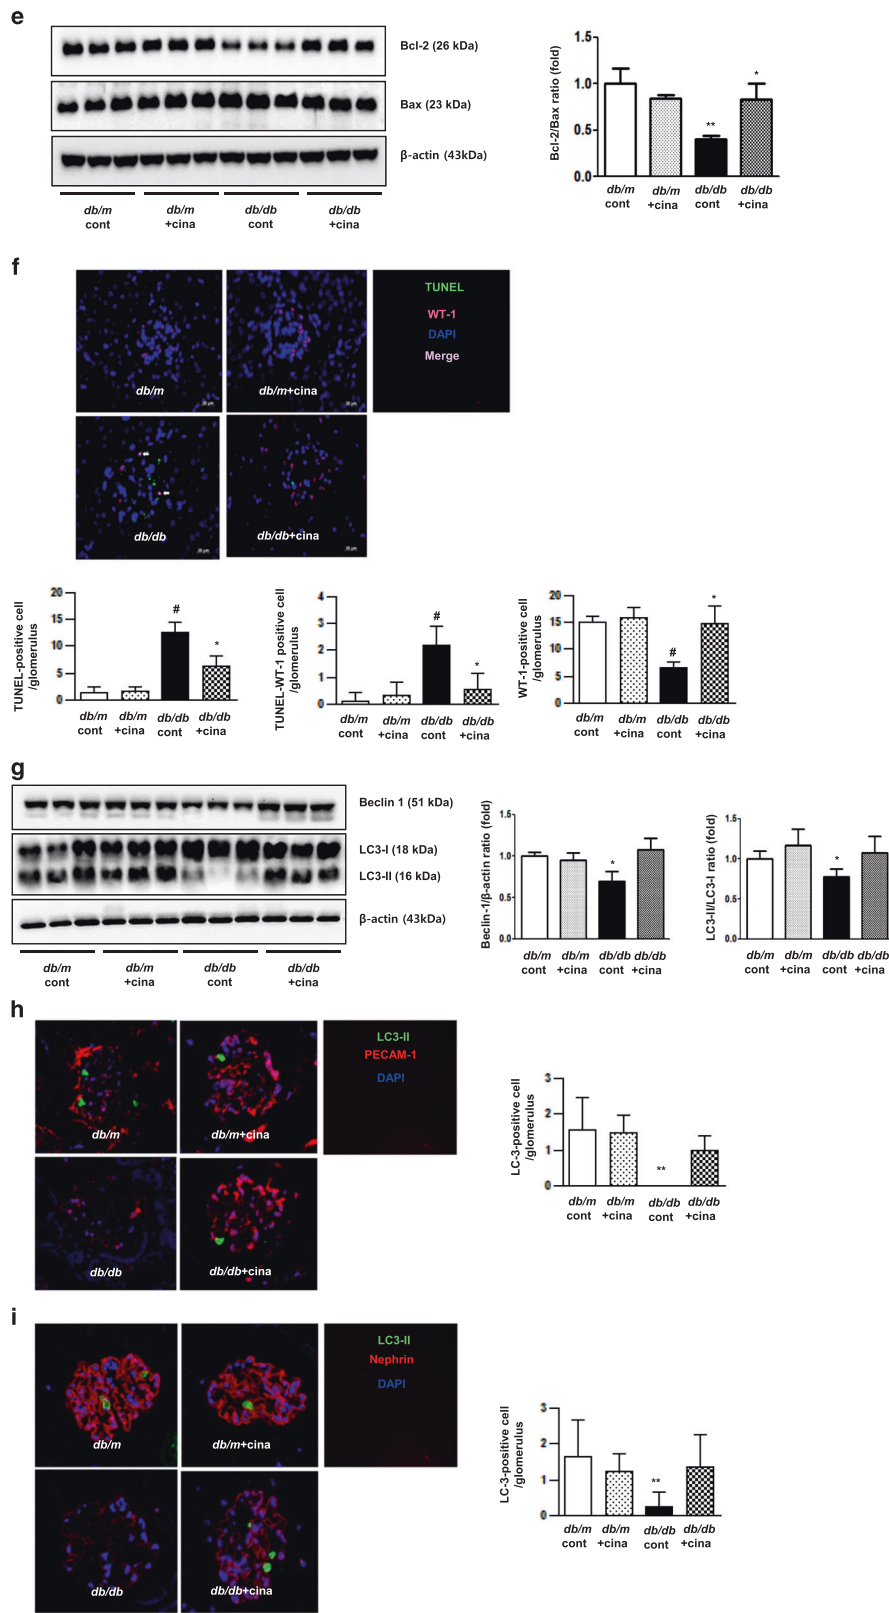 e
Bcl-2 (26 kDa)
Bax (23 kDa)
β-actin (43kDa)
db/m cont
db/m +cina
db/db cont
db/db +cina
Bcl-2/Bax ratio (fold)
1.5
1.0
0.5
0.0
*
**
db/m cont
db/m +cina
db/db cont
db/db +cina
f
TUNEL
WT-1
DAPI
Merge
db/m
db/m+cina
db/db
db/db+cina
TUNEL-positive cell
/glomerulus
20
15
10
5
0
#
*
db/m cont
db/m +cina
db/db cont
db/db +cina
TUNEL-WT-1 positive cell
/glomerulus
4
3
2
1
0
#
*
db/m cont
db/m +cina
db/db cont
db/db +cina
WT-1-positive cell
/glomerulus
20
15
10
5
0
#
*
db/m cont
db/m +cina
db/db cont
db/db +cina
g
Beclin 1 (51 kDa)
LC3-I (18 kDa)
LC3-II (16 kDa)
β-actin (43kDa)
db/m cont
db/m +cina
db/db cont
db/db +cina
Beclin-1/β-actin ratio (fold)
1.5
1.0
0.5
0.0
*
db/m cont
db/m +cina
db/db cont
db/db +cina
LC3-II/LC3-I ratio (fold)
1.5
1.0
0.5
0.0
*
db/m cont
db/m +cina
db/db cont
db/db +cina
h
LC3-II
PECAM-1
DAPI
db/m
db/m+cina
db/db
db/db+cina
LC-3-positive cell
/glomerulus
3
2
1
0
**
db/m cont
db/m +cina
db/db cont
db/db +cina
i
LC3-II
Nephrin
DAPI
db/m
db/m+cina
db/db
db/db+cina
LC-3-positive cell
/glomerulus
3
2
1
0
**
db/m cont
db/m +cina
db/db cont
db/db +cina